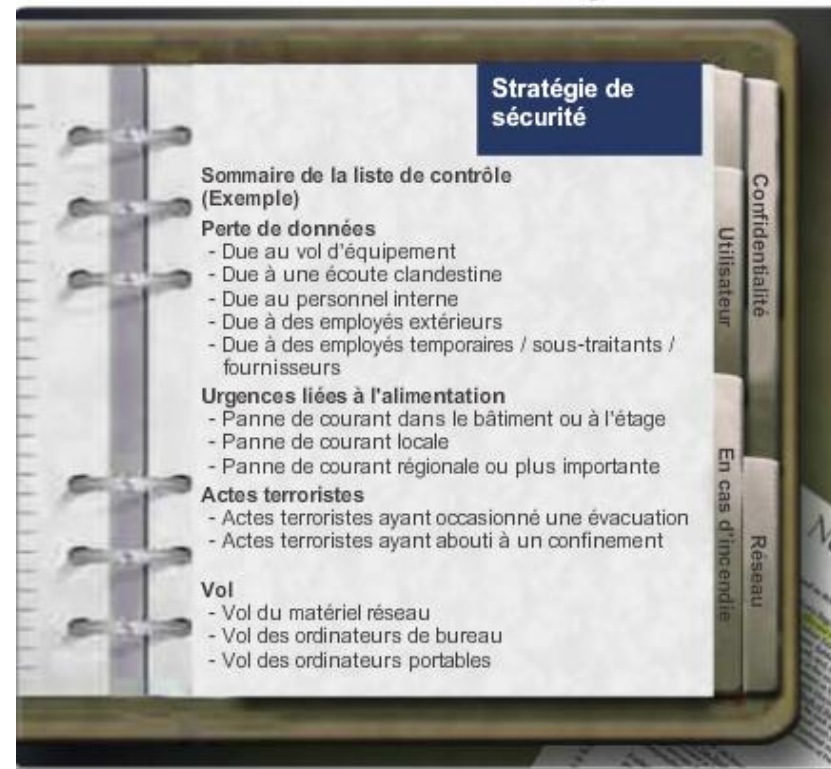 Stratégie de
sécurité
Sommaire de la liste de contrôle
(Exemple)
Perte de données
- Due au vol d'équipement
- Due à une écoute clandestine
- Due au personnel interne
- Due à des employés extérieurs
- Due à des employés temporaires / sous-traitants /
fournisseurs
Urgences liées à l'alimentation
- Panne de courant dans le bâtiment ou à l'étage
- Panne de courant locale
- Panne de courant régionale ou plus importante
Actes terroristes
- Actes terroristes ayant occasionné une évacuation
- Actes terroristes ayant abouti à un confinement
Vol
- Vol du matériel réseau
- Vol des ordinateurs de bureau
- Vol des ordinateurs portables
Utilisateur
Confidentialité
En cas d'incendie
Réseau